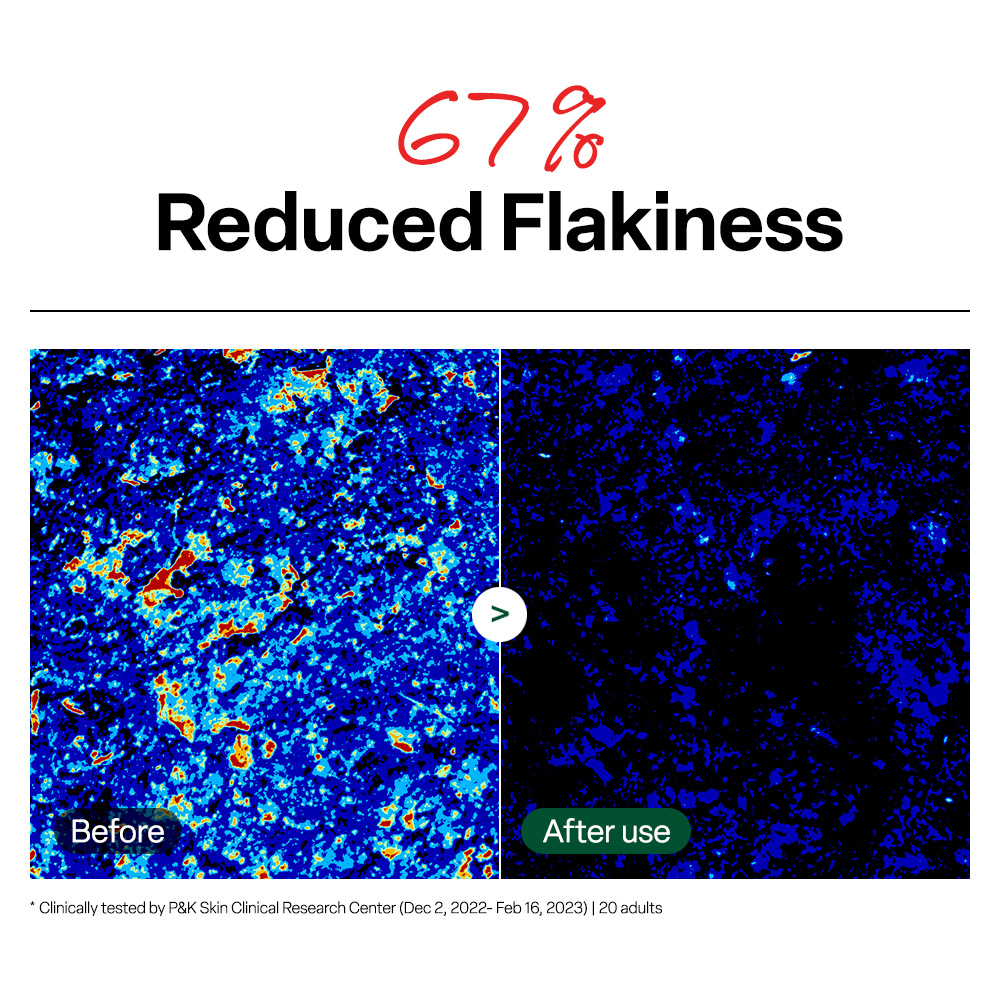 67%
Reduced Flakiness
>
Before
After use
* Clinically tested by P&K Skin Clinical Research Center (Dec 2, 2022- Feb 16, 2023) | 20 adults